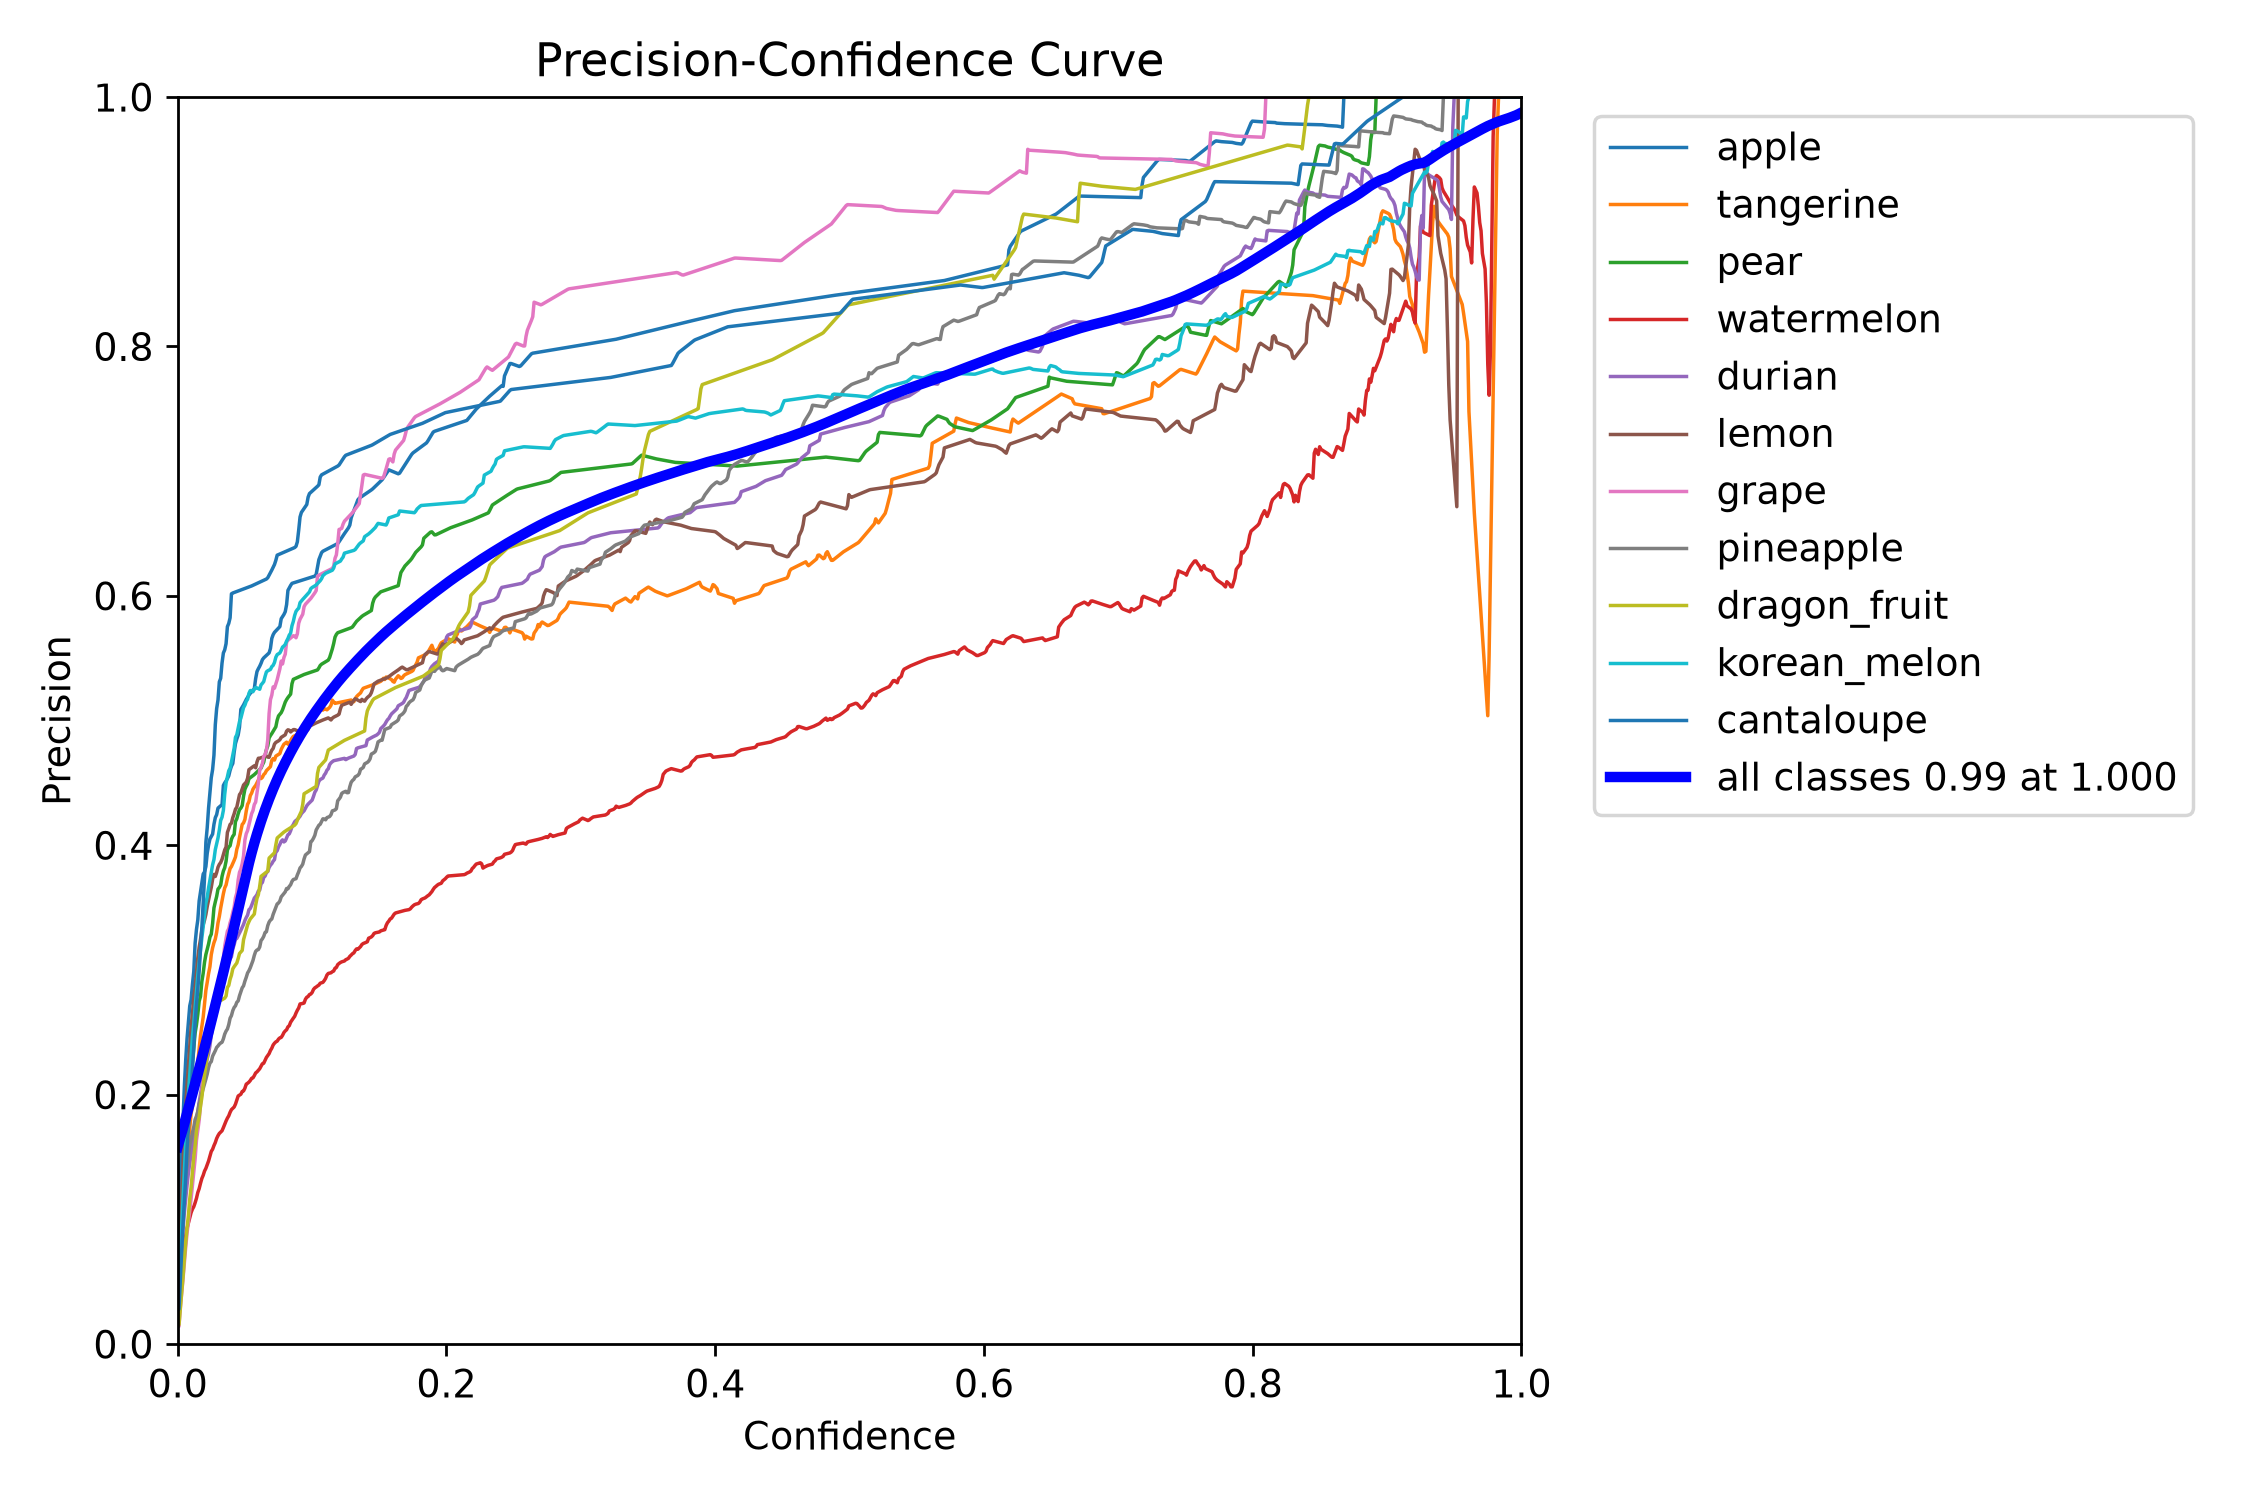 Precision-Confidence Curve
1.0
0.8
0.6
0.4
0.2
0.0
Precision
0.0 0.2 0.4 0.6 0.8 1.0
Confidence
apple
tangerine
pear
watermelon
durian
lemon
grape
pineapple
dragon_fruit
korean_melon
cantaloupe
all classes 0.99 at 1.000